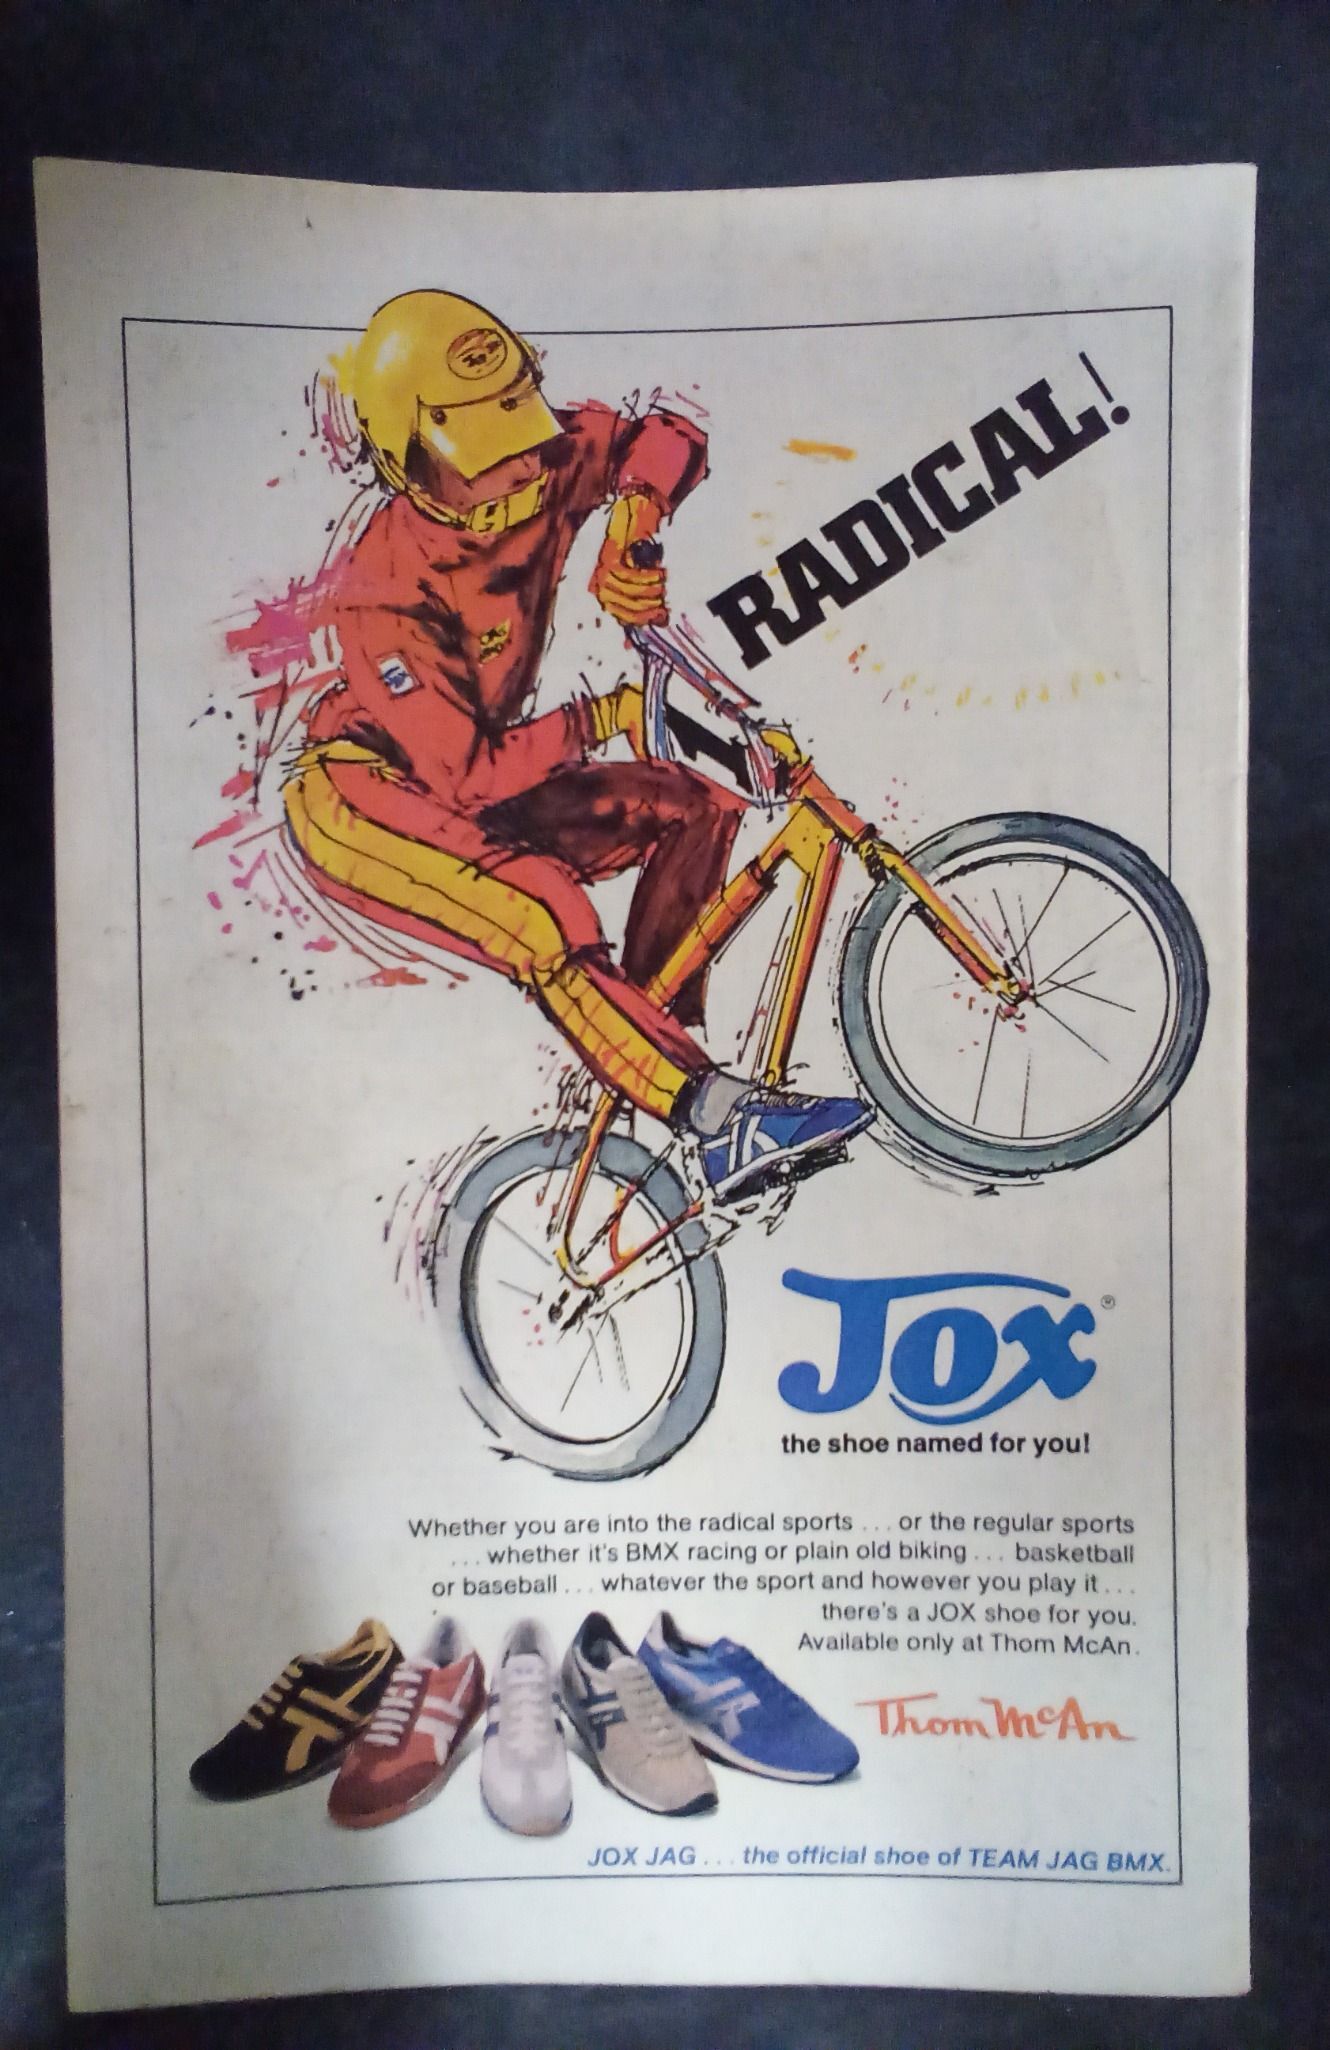 RADICAL!
1
Jox®
the shoe named for you!
Whether you are into the radical sports ... or the regular sports
... whether it's BMX racing or plain old biking ... basketball
or baseball ... whatever the sport and however you play it ...
there's a JOX shoe for you.
Available only at Thom McAn.
Thom McAn
JOX JAG ... the official shoe of TEAM JAG BMX.